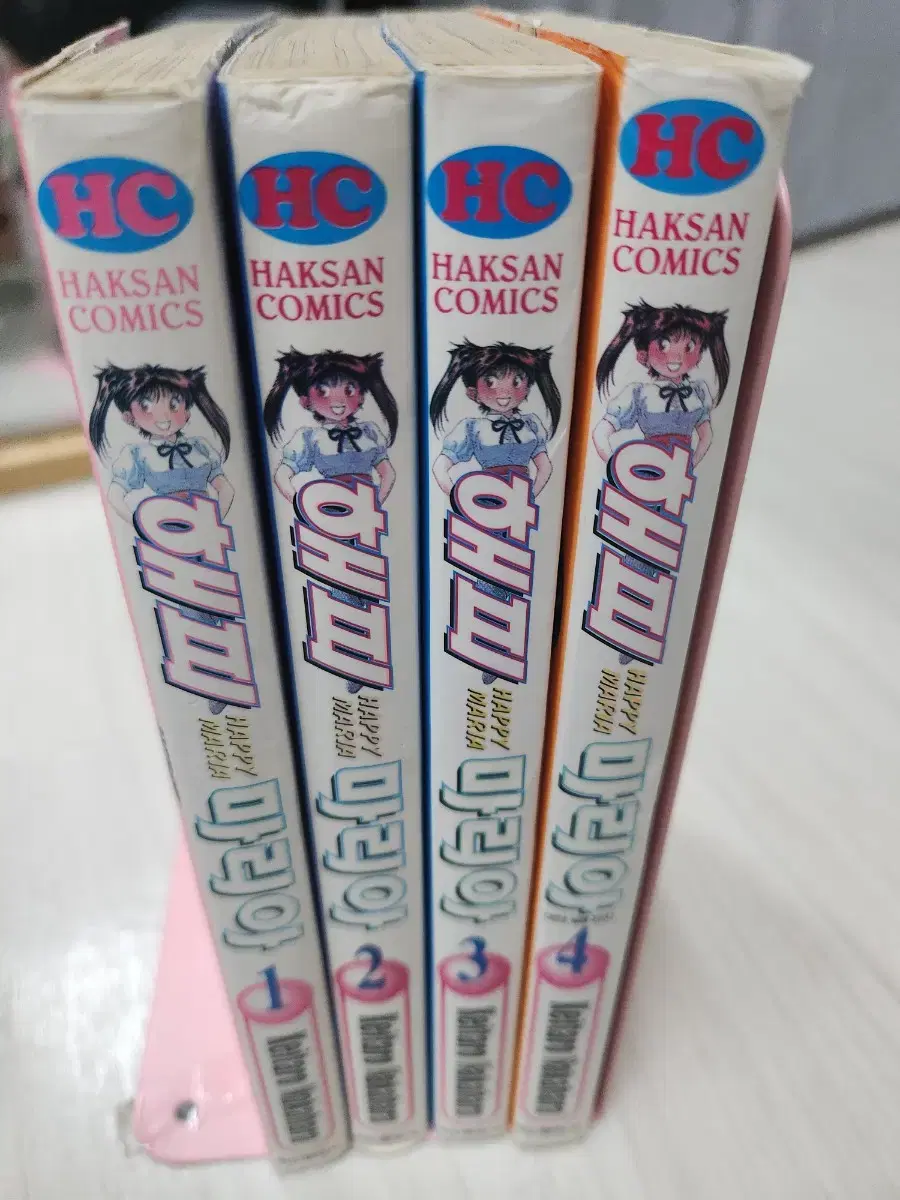 HC
HAKSAN
COMICS
해피
HAPPY
MARIA
마리아
1
HC
HAKSAN
COMICS
해피
HAPPY
MARIA
마리아
2
HC
HAKSAN
COMICS
해피
HAPPY
MARIA
마리아
3
HC
HAKSAN
COMICS
해피
HAPPY
MARIA
마리아
4